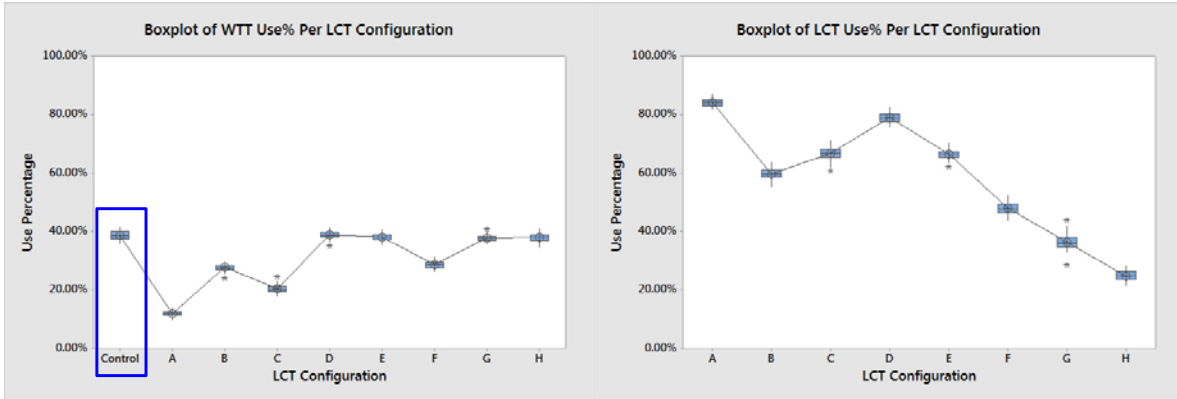 Boxplot of WTT Use% Per LCT Configuration
100.00%
80.00%
60.00%
40.00%
20.00%
0.00%
Use Percentage
Control A B C D E F G H
LCT Configuration
Boxplot of LCT Use% Per LCT Configuration
100.00%
80.00%
60.00%
40.00%
20.00%
0.00%
Use Percentage
A B C D E F G H
LCT Configuration